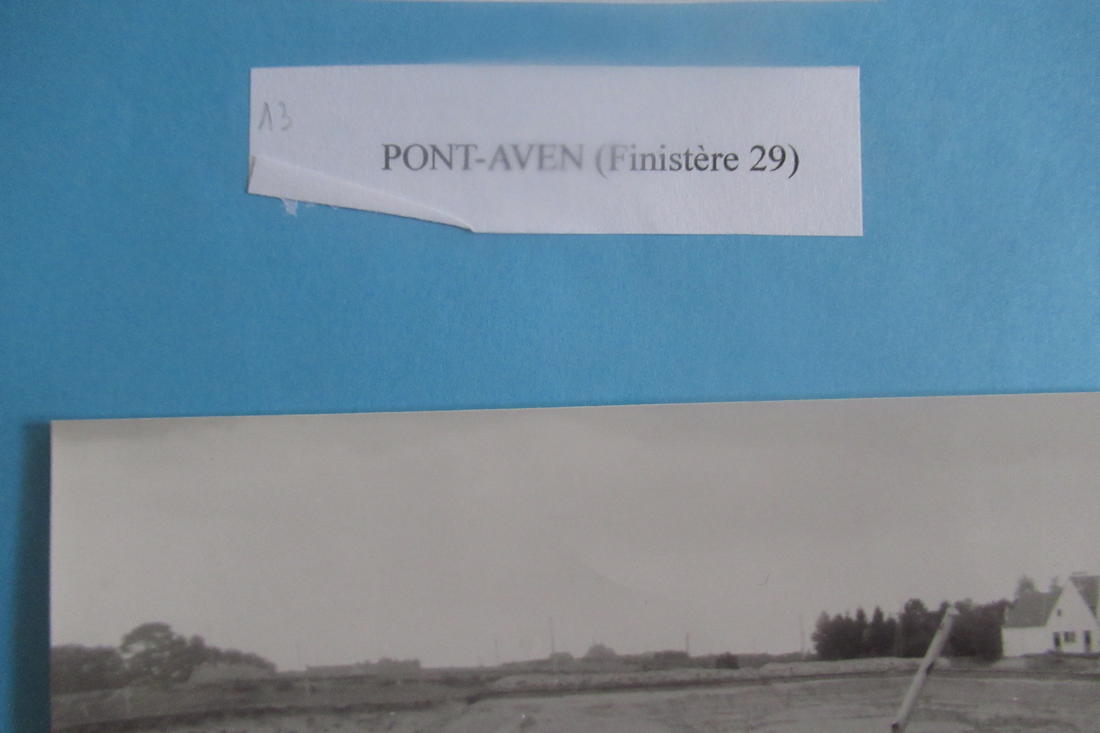 13
PONT-AVEN (Finistère 29)